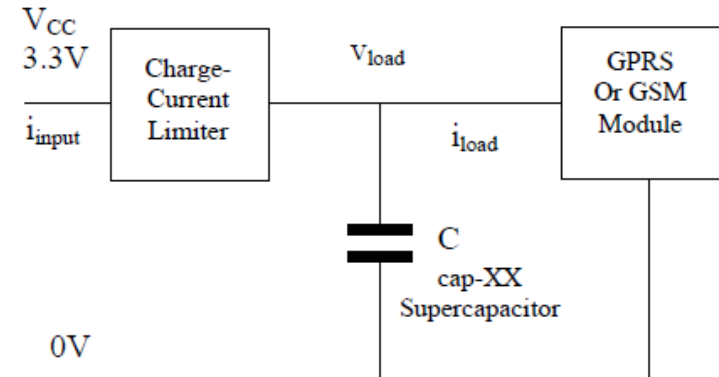 V_CC
3.3V
i_input
Charge-
Current
Limiter
v_load
i_load
GPRS
Or GSM
Module
C
cap-XX
Supercapacitor
0V